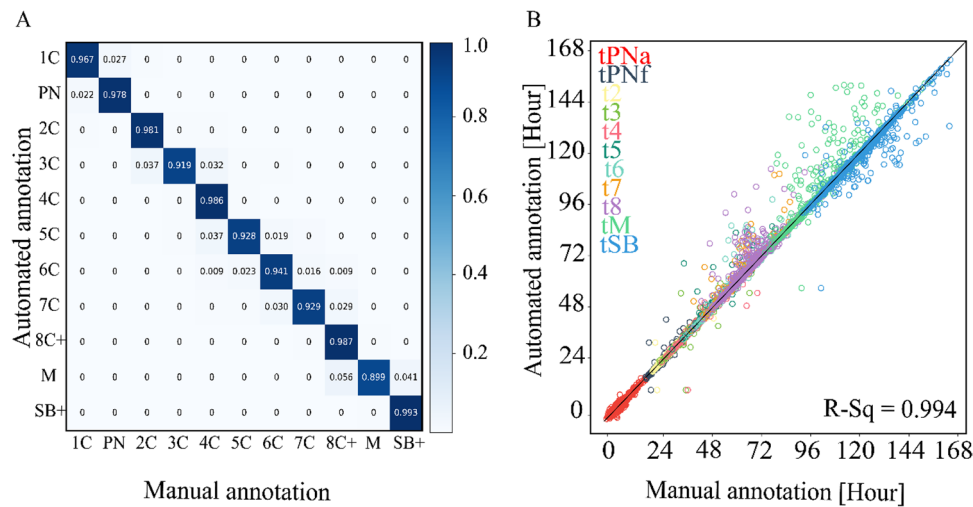 A
Automated annotation
1C 0.967 0.027 0 0 0 0 0 0 0 0 0
PN 0.022 0.978 0 0 0 0 0 0 0 0 0
2C 0 0 0.981 0 0 0 0 0 0 0 0
3C 0 0 0.037 0.919 0.032 0 0 0 0 0 0
4C 0 0 0 0 0.986 0 0 0 0 0 0
5C 0 0 0 0 0.037 0.928 0.019 0 0 0 0
6C 0 0 0 0 0.009 0.023 0.941 0.016 0.009 0 0
7C 0 0 0 0 0 0 0.030 0.929 0.029 0 0
8C+ 0 0 0 0 0 0 0 0 0.987 0 0
M 0 0 0 0 0 0 0 0 0.056 0.899 0.041
SB+ 0 0 0 0 0 0 0 0 0 0 0.993
1C PN 2C 3C 4C 5C 6C 7C 8C+ M SB+
Manual annotation
1.0
0.8
0.6
0.4
0.2
B
Automated annotation [Hour]
168
144
120
96
72
48
24
0
tPNa
tPNf
t2
t3
t4
t5
t6
t7
t8
tM
tSB
R-Sq = 0.994
0 24 48 72 96 120 144 168
Manual annotation [Hour]